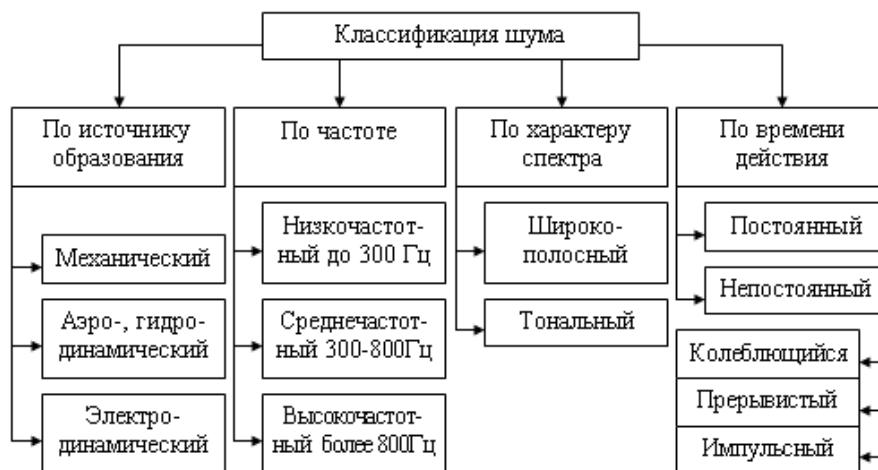 Классификация шума
По источнику
образования
Механический
Аэро-, гидро-
динамический
Электро-
динамический
По частоте
Низкочастот-
ный до 300 Гц
Среднечастот-
ный 300-800Гц
Высокочастот-
ный более 800Гц
По характеру
спектра
Широко-
полосный
Тональный
По времени
действия
Постоянный
Непостоянный
Колеблющийся
Прерывистый
Импульсный